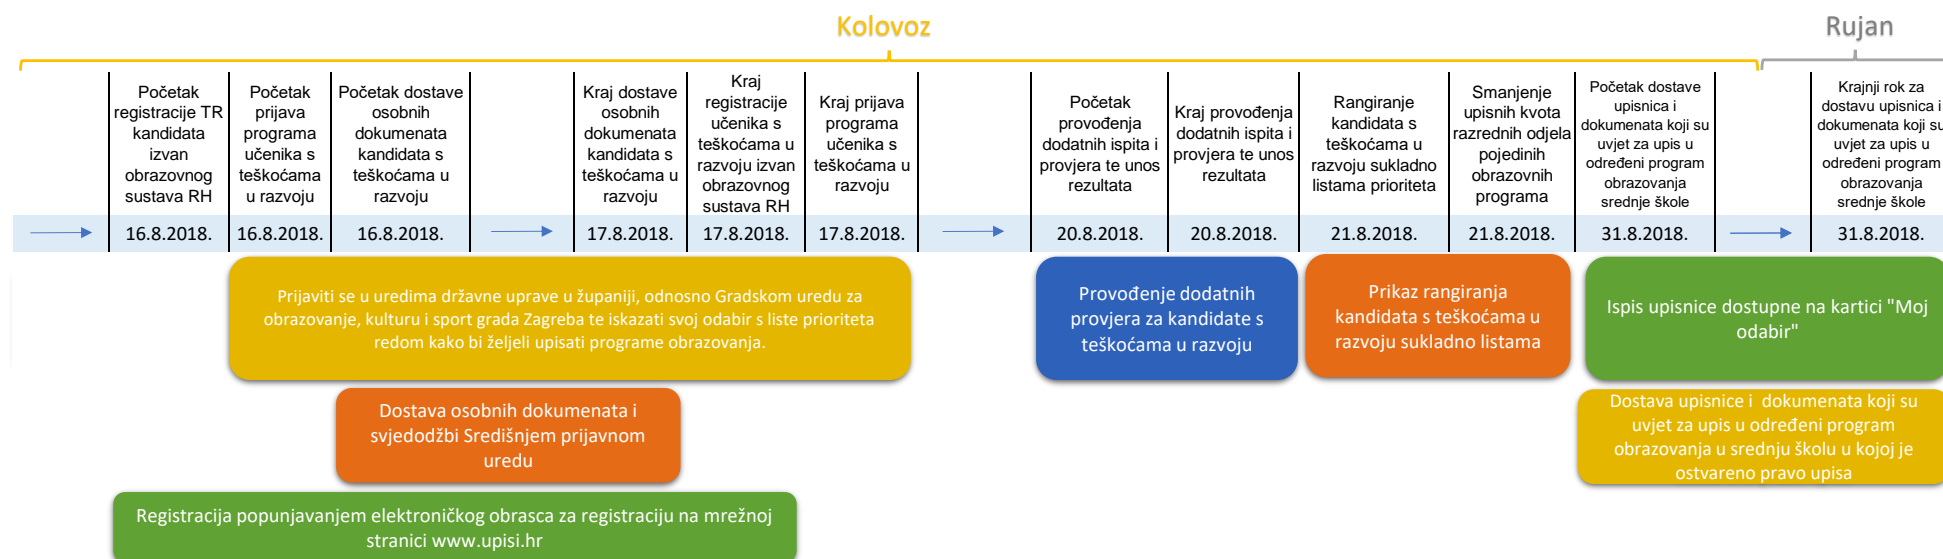 Kolovoz
Rujan
Početak
registracije TR
kandidata
izvan
obrazovnog
sustava RH
Početak
prijava
programa
učenika s
teškoćama
u razvoju
Početak dostave
osobnih
dokumenata
kandidata s
teškoćama u
razvoju
Kraj dostave
osobnih
dokumenata
kandidata s
teškoćama u
razvoju
Kraj
registracije
učenika s
teškoćama u
razvoju izvan
obrazovnog
sustava RH
Kraj prijava
programa
učenika s
teškoćama u
razvoju
Početak
provođenja
dodatnih ispita i
provjera te unos
rezultata
Kraj provođenja
dodatnih ispita i
provjera te unos
rezultata
Rangiranje
kandidata s
teškoćama u
razvoju sukladno
listama prioriteta
Smanjenje
upisnih kvota
razrednih odjela
pojedinih
obrazovnih
programa
Početak dostave
upisnica i
dokumenata koji su
uvjet za upis u
određeni program
obrazovanja
srednje škole
Krajnji rok za
dostavu upisnica i
dokumenata koji su
uvjet za upis u
određeni program
obrazovanja
srednje škole
16.8.2018.
16.8.2018.
16.8.2018.
17.8.2018.
17.8.2018.
17.8.2018.
20.8.2018.
20.8.2018.
21.8.2018.
21.8.2018.
31.8.2018.
31.8.2018.
Prijaviti se u uredima državne uprave u županiji, odnosno Gradskom uredu za
obrazovanje, kulturu i sport grada Zagreba te iskazati svoj odabir s liste prioriteta
redom kako bi željeli upisati programe obrazovanja.
Provođenje dodatnih
provjera za kandidate s
teškoćama u razvoju
Prikaz rangiranja
kandidata s teškoćama u
razvoju sukladno listama
Ispis upisnice dostupne na kartici "Moj
odabir"
Dostava osobnih dokumenata i
svjedodžbi Središnjem prijavnom
uredu
Dostava upisnice i  dokumenata koji su
uvjet za upis u određeni program
obrazovanja u srednju školu u kojoj je
ostvareno pravo upisa
Registracija popunjavanjem elektroničkog obrasca za registraciju na mrežnoj
stranici www.upisi.hr